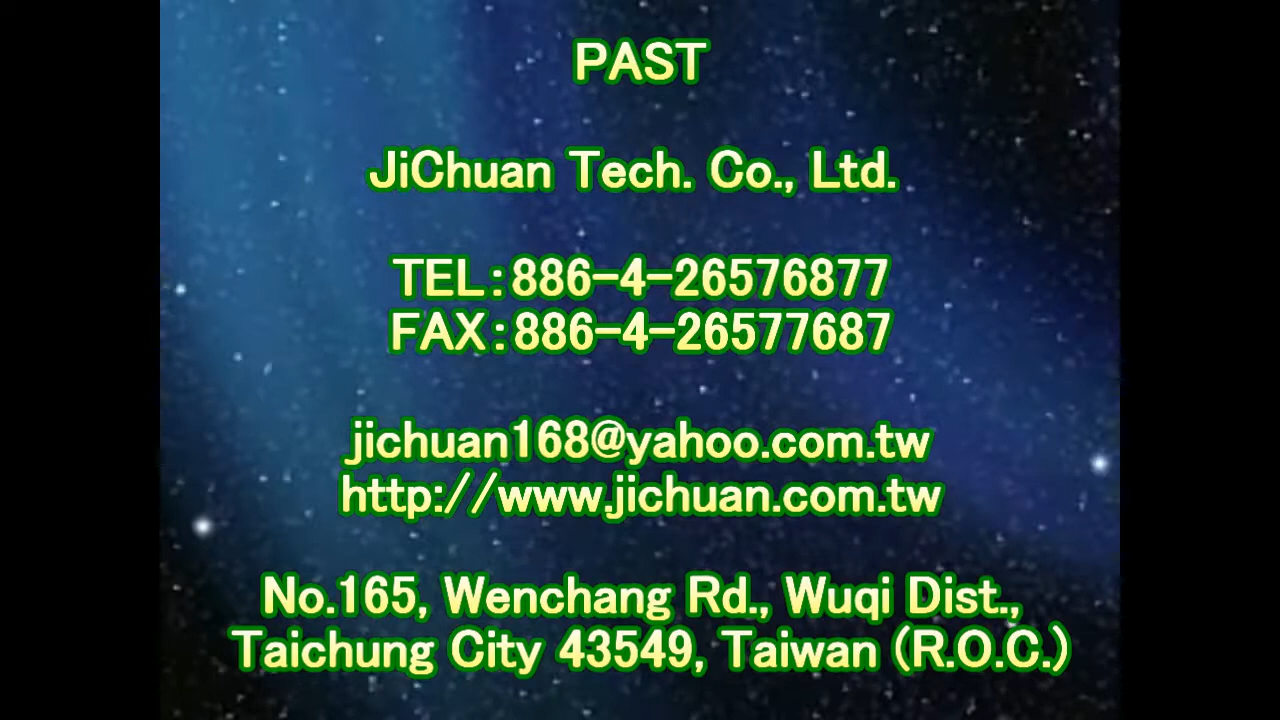 PAST
JiChuan Tech. Co., Ltd.
TEL:886-4-26576877
FAX:886-4-26577687
jichuan168@yahoo.com.tw
http://www.jichuan.com.tw
No.165, Wenchang Rd., Wuqi Dist.,
Taichung City 43549, Taiwan (R.O.C.)